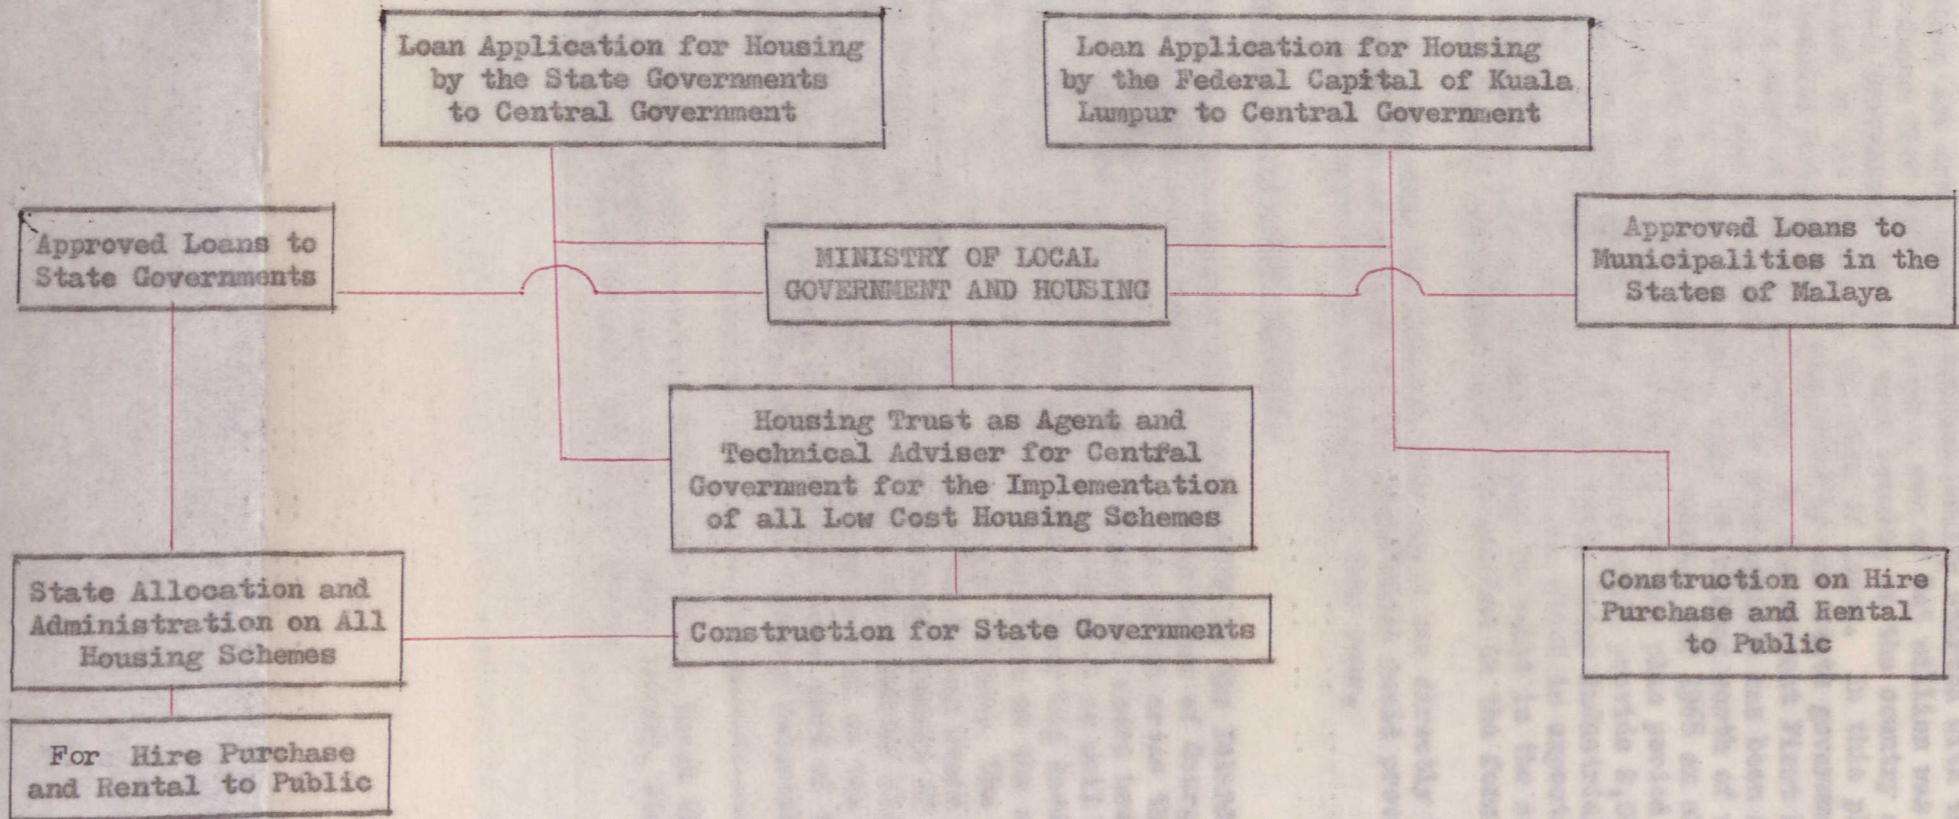 Loan Application for Housing
by the State Governments
to Central Government
Loan Application for Housing
by the Federal Capital of Kuala
Lumpur to Central Government
Approved Loans to
State Governments
MINISTRY OF LOCAL
GOVERNMENT AND HOUSING
Approved Loans to
Municipalities in the
States of Malaya
Housing Trust as Agent and
Technical Adviser for Central
Government for the Implementation
of all Low Cost Housing Schemes
State Allocation and
Administration on All
Housing Schemes
Construction for State Governments
Construction on Hire
Purchase and Rental
to Public
For Hire Purchase
and Rental to Public